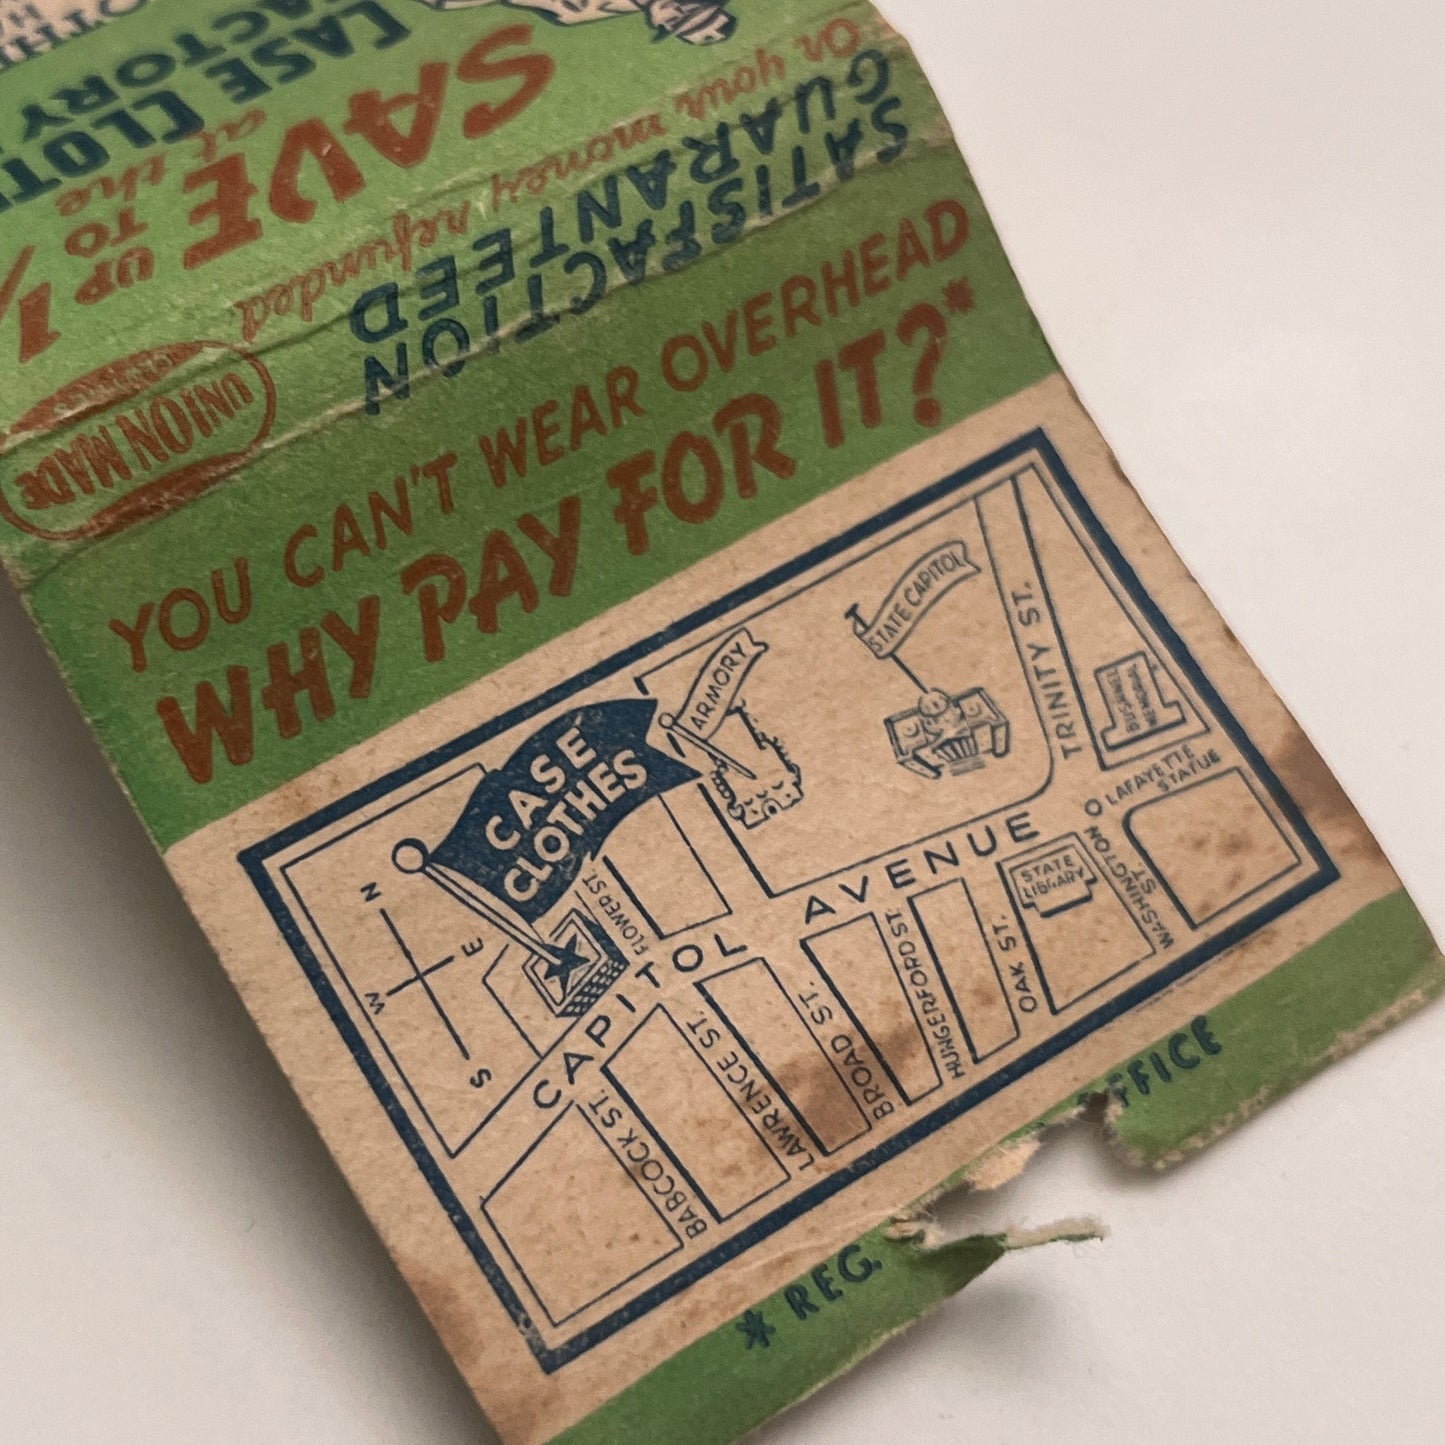 CASE CLOT
FACTORY
at the
SAVE
UP TO
Or your money refunded
SATISFACTION
GUARANTEED
UNION MADE
YOU CAN'T WEAR OVERHEAD
WHY PAY FOR IT?*
STATE CAPITOL
ARMORY
TRINITY ST.
BUSHNELL
MEMORIAL
LAFAYETTE
STATUE
CASE
CLOTHES
N
E
W
S
FLOWER ST.
CAPITOL AVENUE
STATE
LIBRARY
WASHINGTON
ST.
OAK ST.
HUNGERFORD ST.
BROAD ST.
LAWRENCE ST.
BABCOCK ST.
* REG. OFFICE